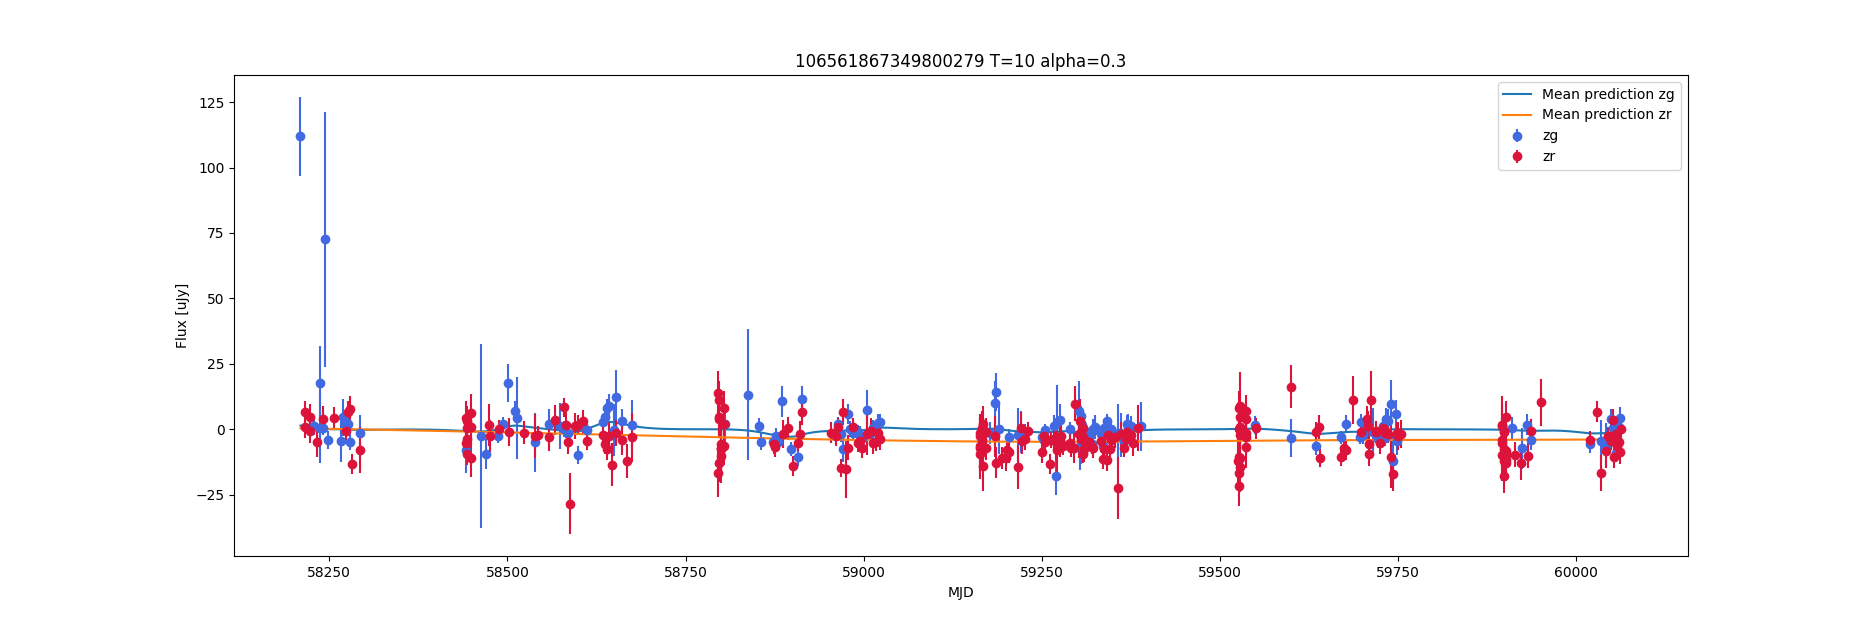 106561867349800279 T=10 alpha=0.3
Flux [uJy]
125
100
75
50
25
0
−25
58250 58500 58750 59000 59250 59500 59750 60000
MJD
Mean prediction zg
Mean prediction zr
zg
zr